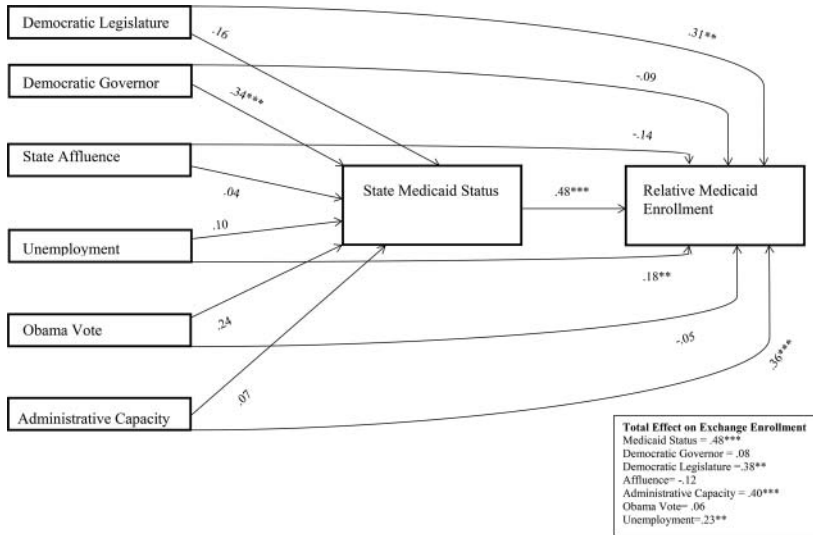 Democratic Legislature
.16
.31**
Democratic Governor
.34***
-.09
State Affluence
-.14
.04
State Medicaid Status
.48***
Relative Medicaid
Enrollment
.10
Unemployment
.18**
Obama Vote
.24
-.05
Administrative Capacity
.07
.36***
Total Effect on Exchange Enrollment
Medicaid Status = .48***
Democratic Governor = .08
Democratic Legislature =.38**
Affluence= -.12
Administrative Capacity = .40***
Obama Vote= .06
Unemployment=.23**